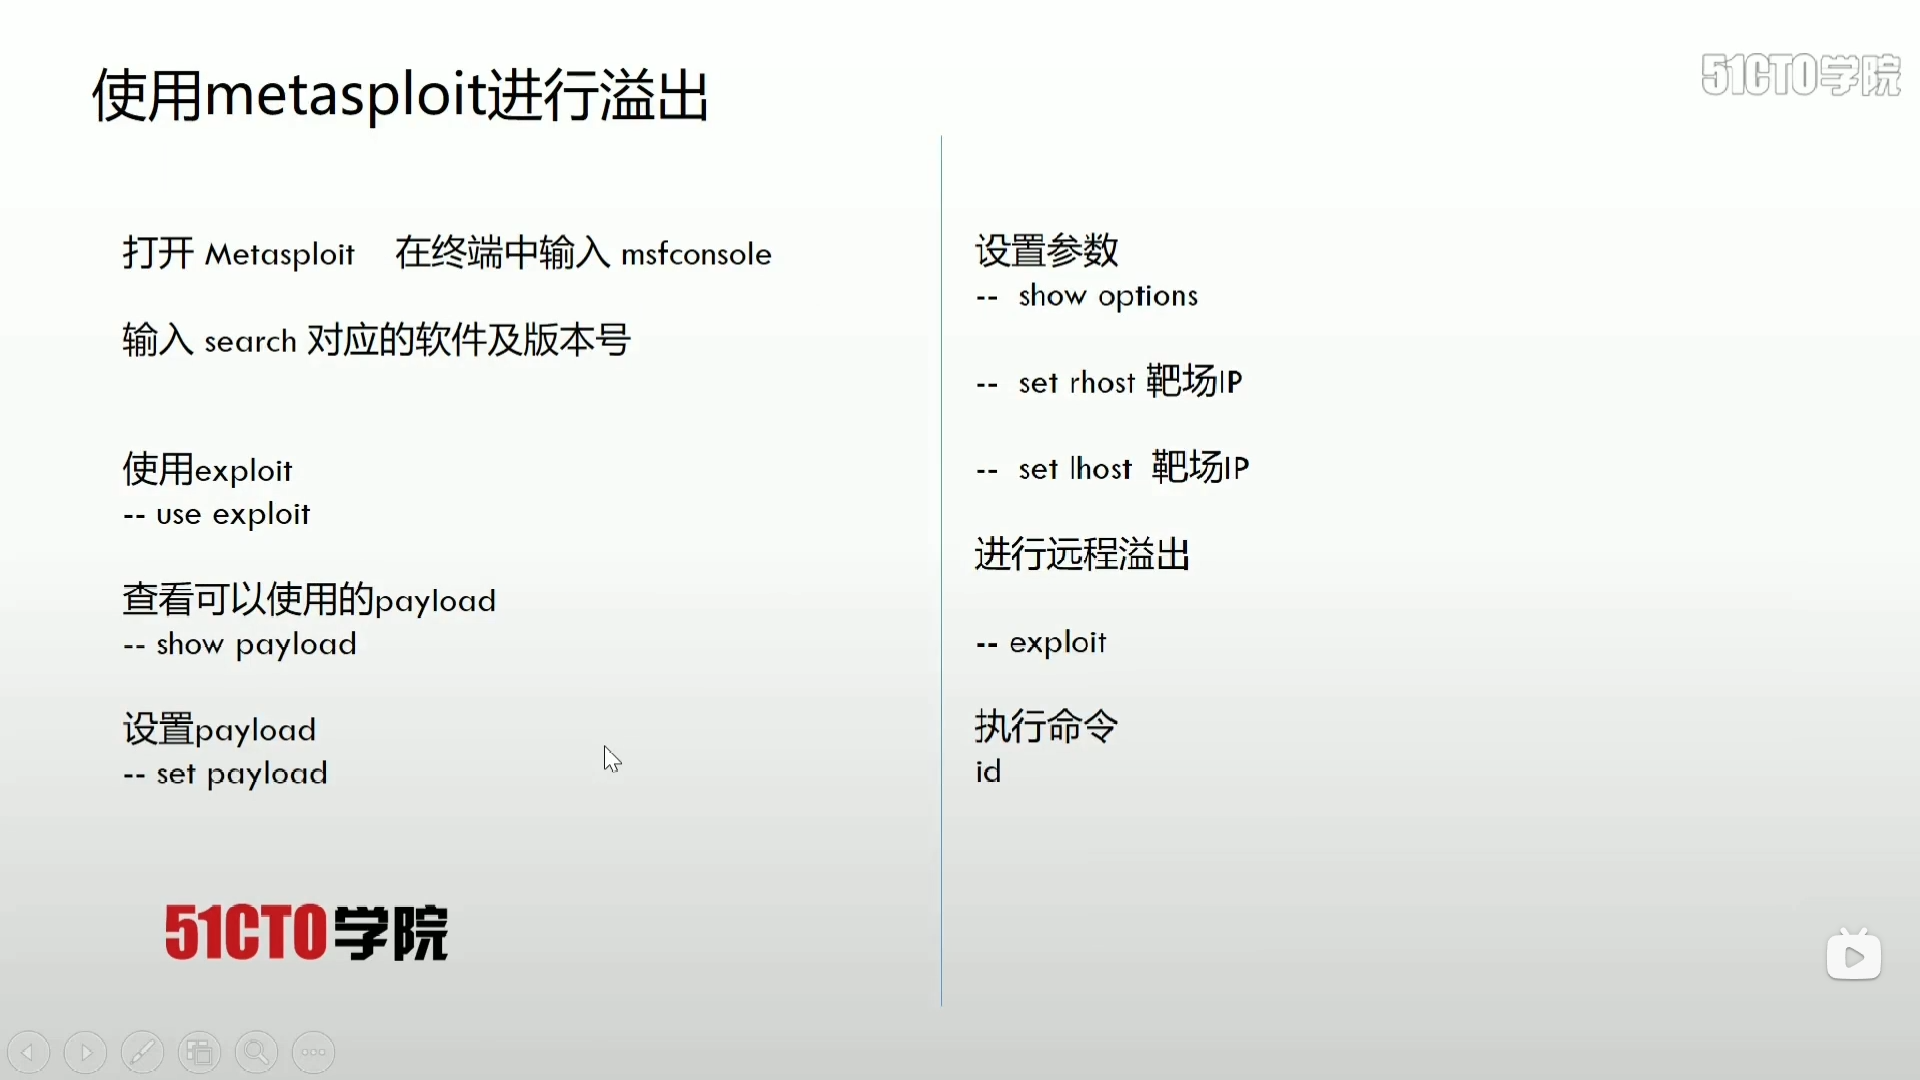 使用metasploit进行溢出
51CTO学院
打开 Metasploit 在终端中输入 msfconsole
输入 search 对应的软件及版本号
使用exploit
-- use exploit
查看可以使用的payload
-- show payload
设置payload
-- set payload
设置参数
-- show options
-- set rhost 靶场IP
-- set lhost 靶场IP
进行远程溢出
-- exploit
执行命令
id
51CTO学院